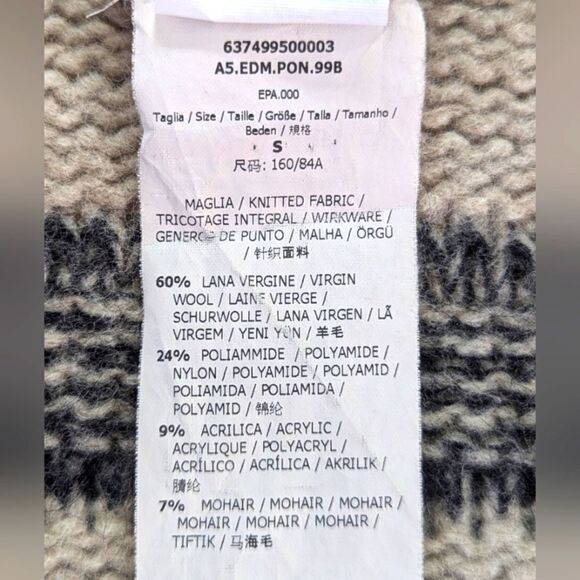 637499500003
A5.EDM.PON.99B
EPA.000
Taglia / Size / Taille / Größe / Talla / Tamanho /
Beden / 規格
S
尺码: 160/84A
MAGLIA / KNITTED FABRIC /
TRICOTAGE INTEGRAL / WIRKWARE /
GENEROS DE PUNTO / MALHA / ÖRGÜ
/ 针织面料
60% LANA VERGINE / VIRGIN
WOOL / LAINE VIERGE /
SCHURWOLLE / LANA VIRGEN / LÃ
VIRGEM / YENI YÜN / 羊毛
24% POLIAMMIDE / POLYAMIDE /
NYLON / POLYAMIDE / POLYAMID /
POLIAMIDA / POLIAMIDA /
POLYAMID / 锦纶
9% ACRILICA / ACRYLIC /
ACRYLIQUE / POLYACRYL /
ACRÍLICO / ACRÍLICA / AKRILIK /
腈纶
7% MOHAIR / MOHAIR / MOHAIR /
MOHAIR / MOHAIR / MOHAIR /
TIFTIK / 马海毛